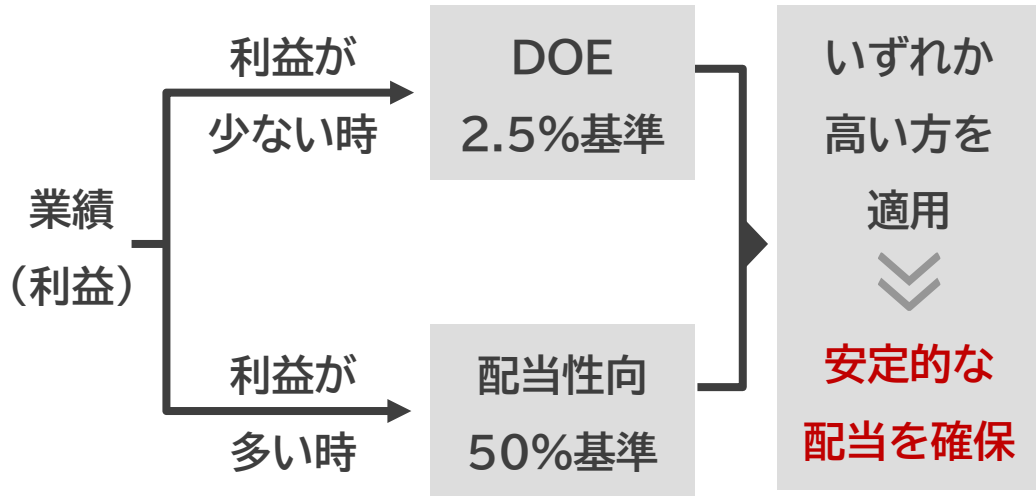 業績
（利益）
利益が
少ない時
DOE
2.5%基準
利益が
多い時
配当性向
50%基準
いずれか
高い方を
適用
安定的な
配当を確保